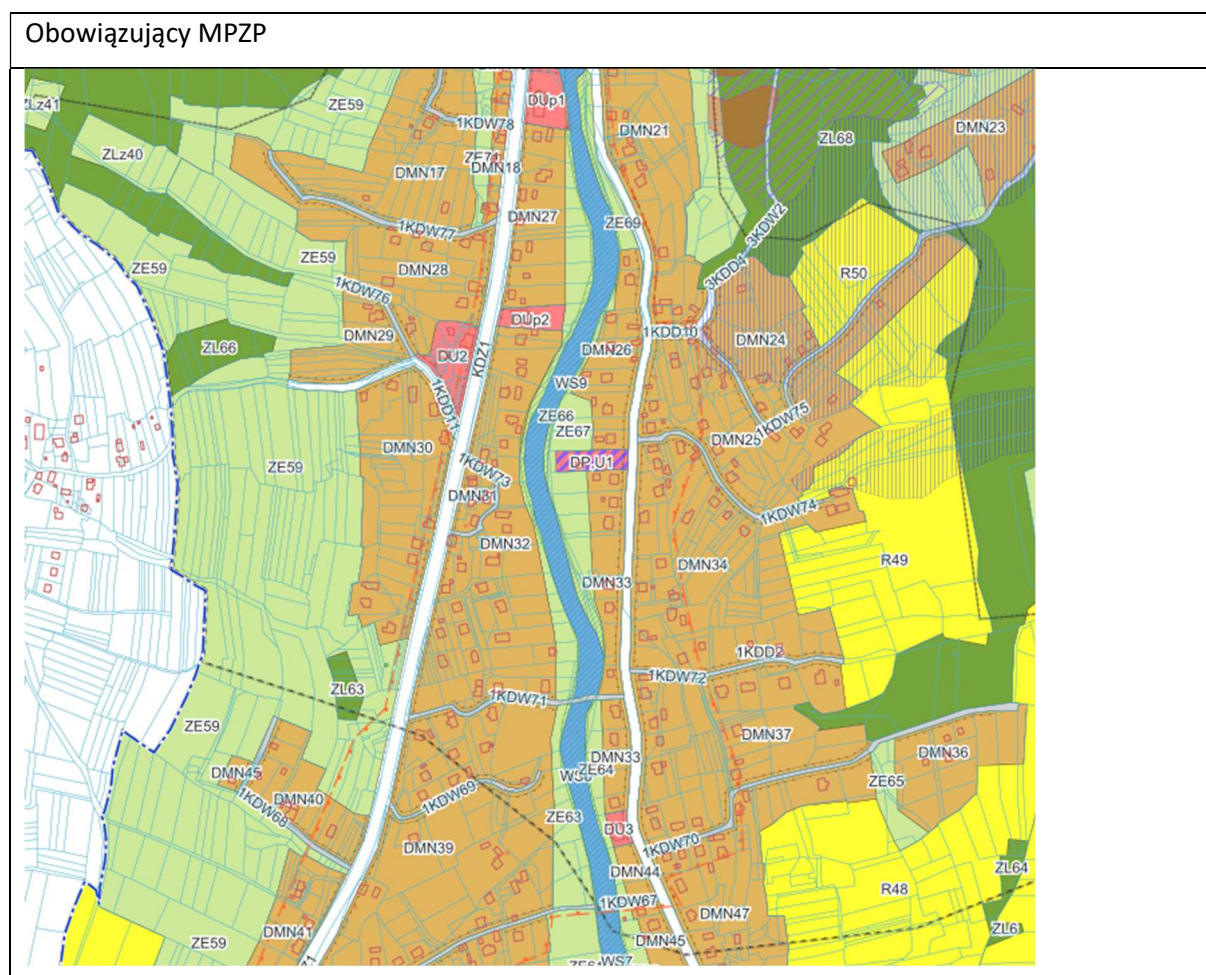 Obowiązujący MPZP
DUp1
ZE59
1KDW78
DMN21
DMN23
ZL68
ZLz40
ZE71
DMN18
DMN17
DMN27
1KDW77
ZE69
3KDW2
ZE59
ZE59
DMN28
3KDD4
R50
1KDW76
DUp2
1KDD10
DMN29
DMN24
ZL66
DU2
KDZ1
DMN26
1KDD11
WS9
ZE66
ZE67
1KDW75
DMN25
DMN30
ZE59
DP.U1
1KDW73
DMN31
1KDW74
DMN32
R49
DMN34
DMN33
1KDD2
1KDW72
ZL63
1KDW71
ZE59
DMN33
DMN37
DMN36
ZE64
DMN45
ZE65
DMN40
1KDW69
1KDW68
ZE63
DU3
DMN39
1KDW70
DMN44
ZL64
R48
1KDW67
DMN47
DMN41
ZE59
DMN45
WS7